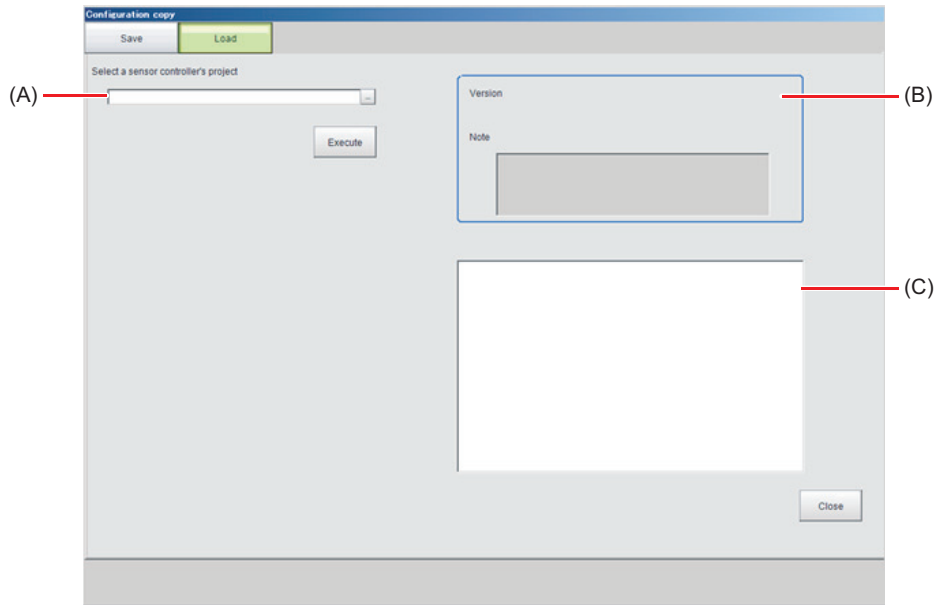 Configuration copy
Save
Load
Select a sensor controller's project
(A)
...
Execute
Version
(B)
Note
(C)
Close